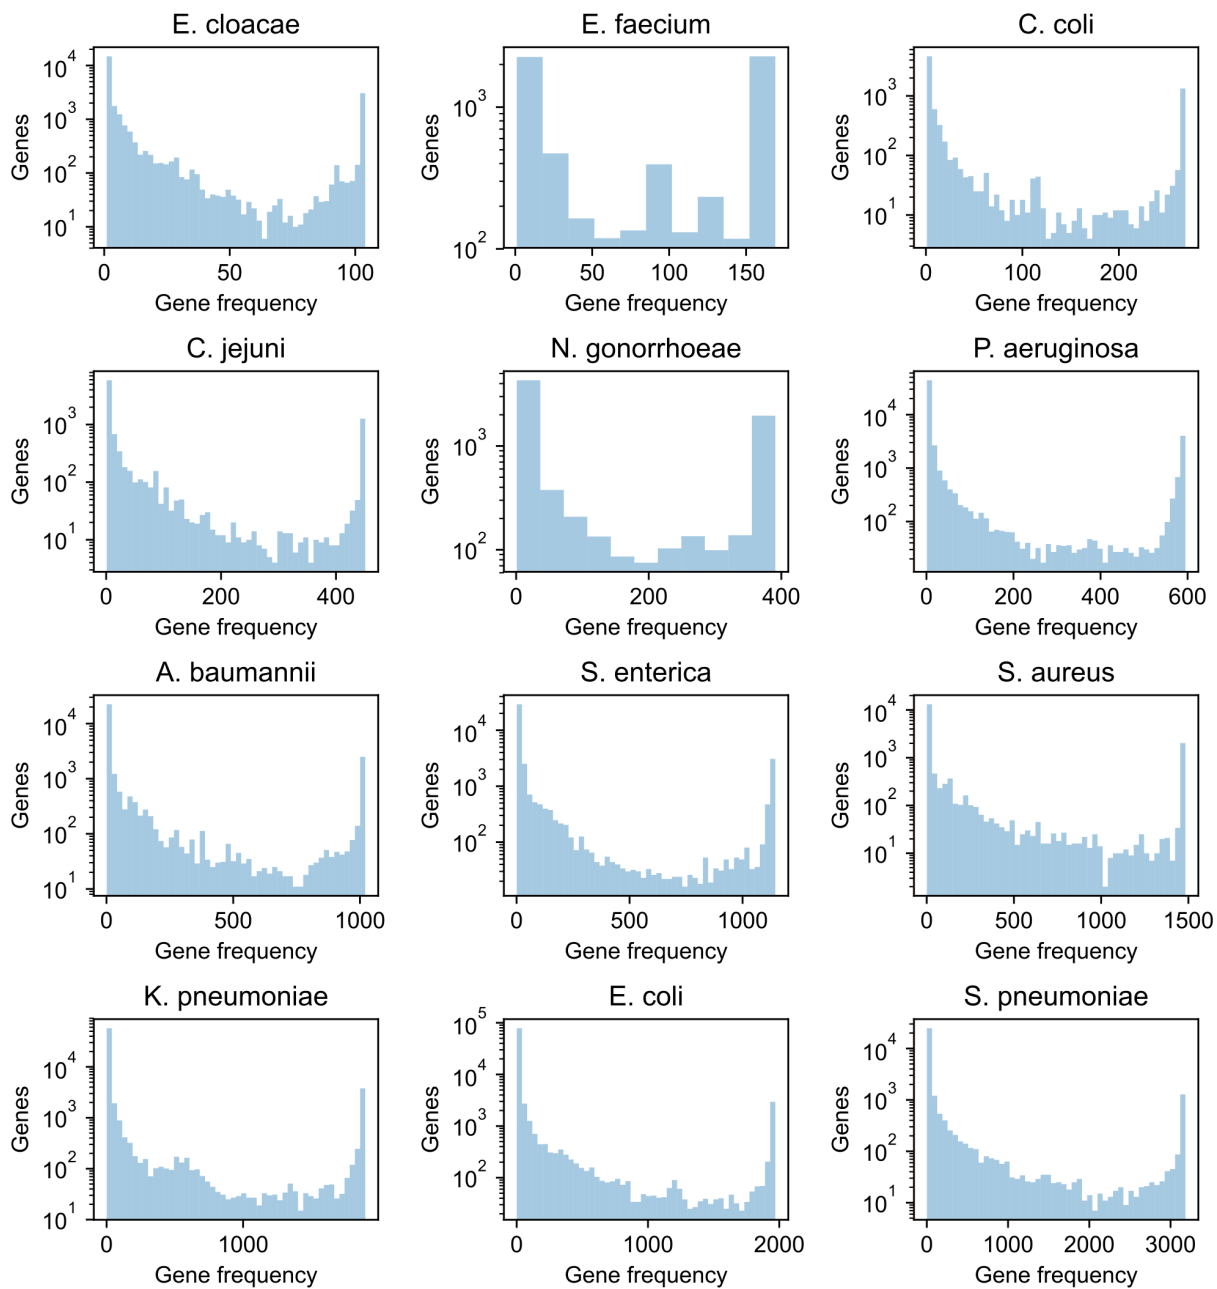 E. cloacae
E. faecium
C. coli
10^4
10^3
10^2
10^1
Genes
0 50 100
Gene frequency
10^3
10^2
Genes
0 50 100 150
Gene frequency
10^3
10^2
10^1
Genes
0 100 200
Gene frequency
C. jejuni
N. gonorrhoeae
P. aeruginosa
10^3
10^2
10^1
Genes
0 200 400
Gene frequency
10^3
10^2
Genes
0 200 400
Gene frequency
10^4
10^3
10^2
Genes
0 200 400 600
Gene frequency
A. baumannii
S. enterica
S. aureus
10^4
10^3
10^2
10^1
Genes
0 500 1000
Gene frequency
10^4
10^3
10^2
Genes
0 500 1000
Gene frequency
10^4
10^3
10^2
10^1
Genes
0 500 1000 1500
Gene frequency
K. pneumoniae
E. coli
S. pneumoniae
10^4
10^3
10^2
10^1
Genes
0 1000
Gene frequency
10^5
10^4
10^3
10^2
Genes
0 1000 2000
Gene frequency
10^4
10^3
10^2
10^1
Genes
0 1000 2000 3000
Gene frequency